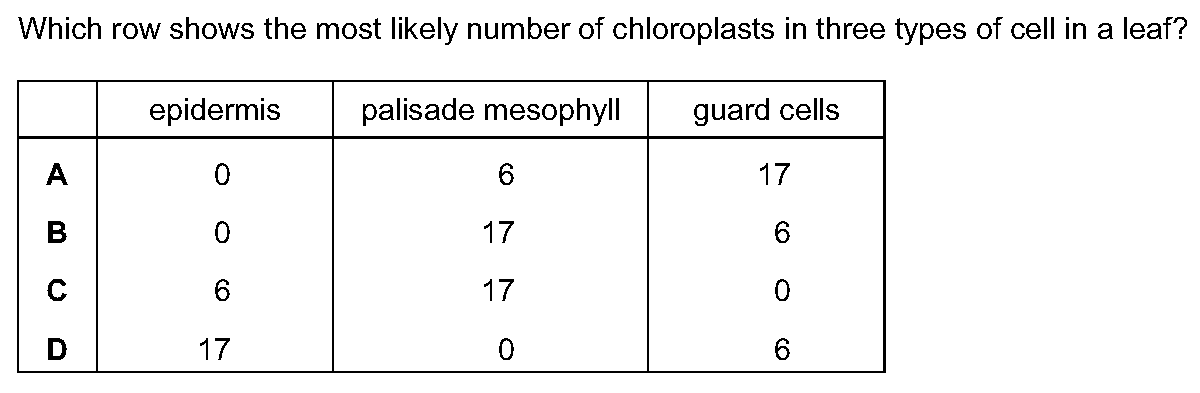 Which row shows the most likely number of chloroplasts in three types of cell in a leaf?
epidermis palisade mesophyll guard cells
A 0 6 17
B 0 17 6
C 6 17 0
D 17 0 6